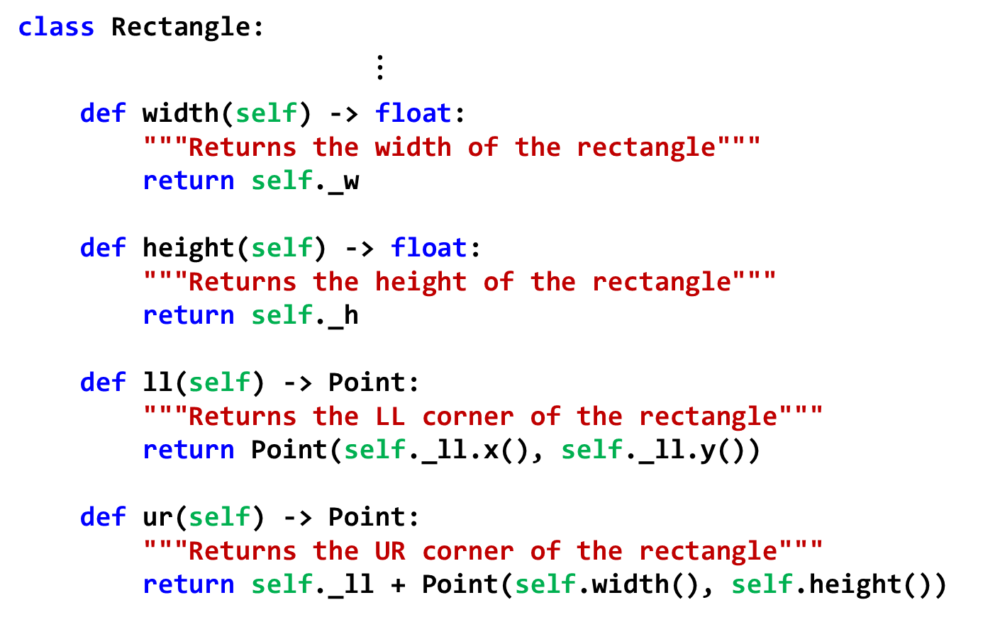 class Rectangle:
⋮
    def width(self) -> float:
        """Returns the width of the rectangle"""
        return self._w
    def height(self) -> float:
        """Returns the height of the rectangle"""
        return self._h
    def ll(self) -> Point:
        """Returns the LL corner of the rectangle"""
        return Point(self._ll.x(), self._ll.y())
    def ur(self) -> Point:
        """Returns the UR corner of the rectangle"""
        return self._ll + Point(self.width(), self.height())